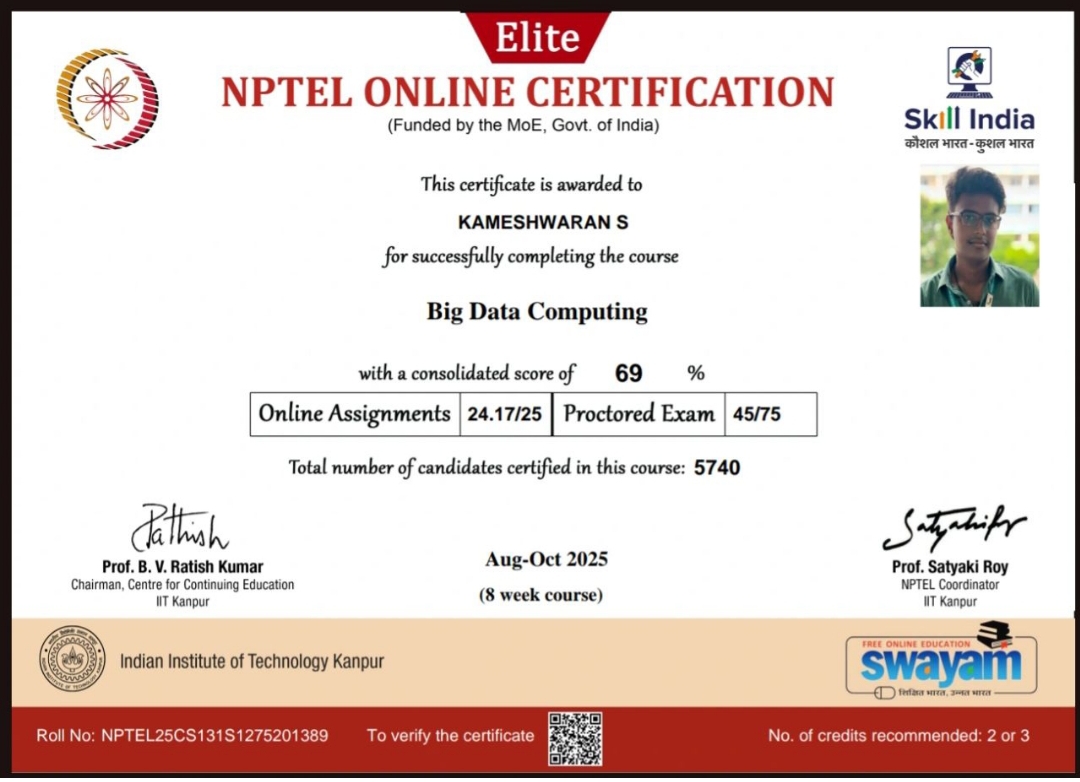 Elite
NPTEL ONLINE CERTIFICATION
(Funded by the MoE, Govt. of India)
Skill India
कौशल भारत - कुशल भारत
This certificate is awarded to
KAMESHWARAN S
for successfully completing the course
Big Data Computing
with a consolidated score of 69 %
Online Assignments 24.17/25 Proctored Exam 45/75
Total number of candidates certified in this course: 5740
Prof. B. V. Ratish Kumar
Chairman, Centre for Continuing Education
IIT Kanpur
Aug-Oct 2025
(8 week course)
Prof. Satyaki Roy
NPTEL Coordinator
IIT Kanpur
Indian Institute of Technology Kanpur
FREE ONLINE EDUCATION
swayam
शिक्षित भारत, उन्नत भारत
Roll No: NPTEL25CS131S1275201389
To verify the certificate
No. of credits recommended: 2 or 3